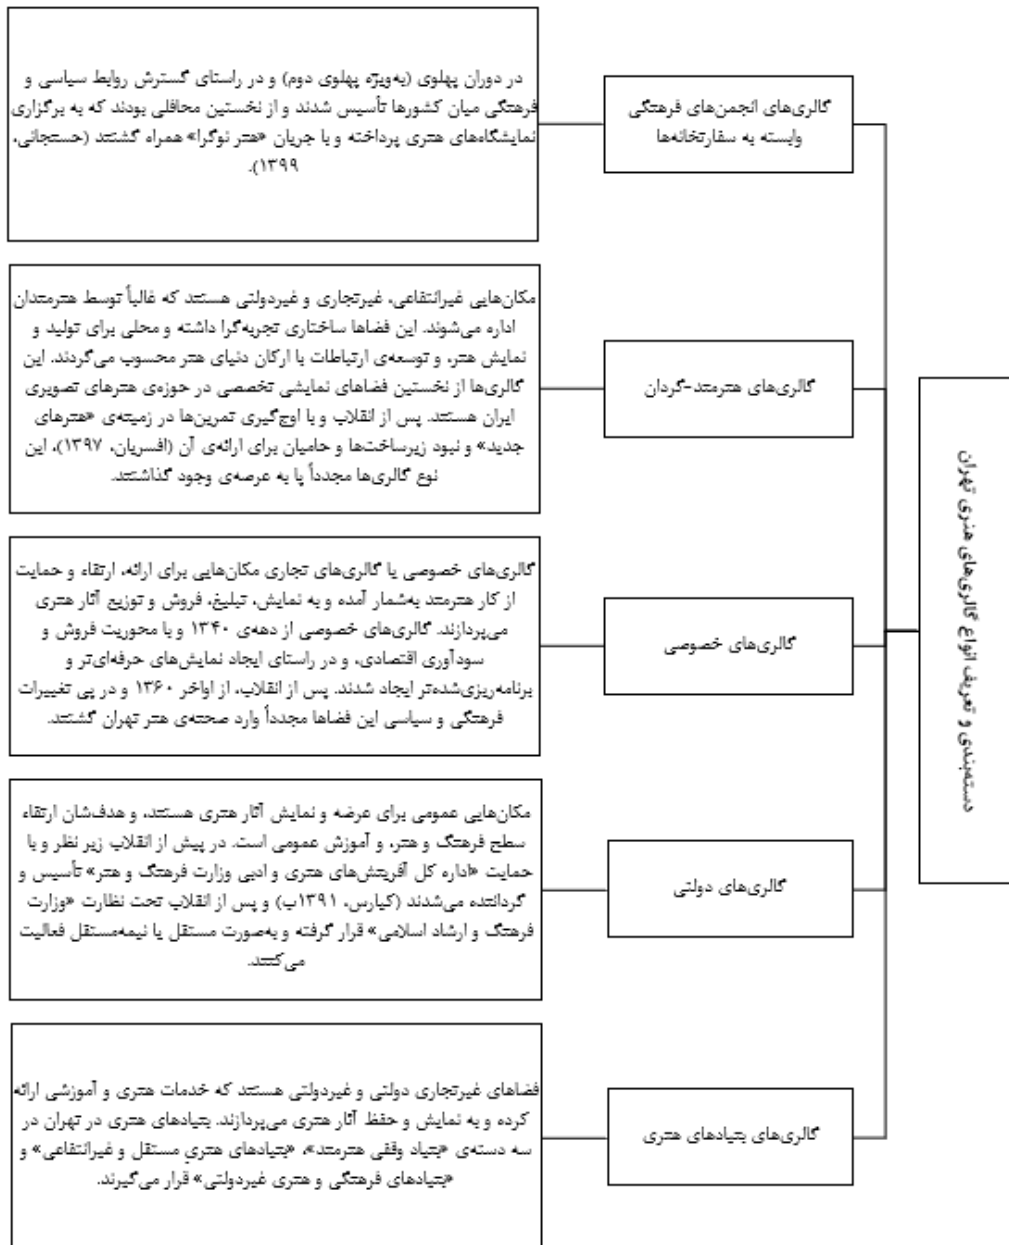 دسته‌بندی و تعریف انواع گالری‌های هنری تهران
گالری‌های انجمن‌های فرهنگی
وابسته به سفارتخانه‌ها
در دوران پهلوی (به‌ویژه پهلوی دوم) و در راستای گسترش روابط سیاسی و
فرهنگی میان کشورها تأسیس شدند و از نخستین محافلی بودند که به برگزاری
نمایشگاه‌های هنری پرداخته و با جریان «هنر نوگرا» همراه گشتند (حستجانی،
۱۳۹۹).
گالری‌های هنرمند-گردان
مکان‌هایی غیرانتفاعی، غیرتجاری و غیردولتی هستند که غالباً توسط هنرمندان
اداره می‌شوند. این فضاها ساختاری تجربه‌گرا داشته و محلی برای تولید و
نمایش هنر، و توسعه‌ی ارتباطات با ارکان دنیای هنر محسوب می‌گردند. این
گالری‌ها از نخستین فضاهای نمایشی تخصصی در حوزه‌ی هنرهای تصویری
ایران هستند. پس از انقلاب و با اوج‌گیری تمرین‌ها در زمینه‌ی «هنرهای
جدید» و نبود زیرساخت‌ها و حامیان برای ارائه‌ی آن (افسریان، ۱۳۹۷)، این
نوع گالری‌ها مجدداً پا به عرصه‌ی وجود گذاشتند.
گالری‌های خصوصی
گالری‌های خصوصی یا گالری‌های تجاری مکان‌هایی برای ارائه، ارتقاء و حمایت
از کار هنرمند به‌شمار آمده و به نمایش، تبلیغ، فروش و توزیع آثار هنری
می‌پردازند. گالری‌های خصوصی از دهه‌ی ۱۳۴۰ و با محوریت فروش و
سودآوری اقتصادی، و در راستای ایجاد نمایش‌های حرفه‌ای‌تر و
برنامه‌ریزی‌شده‌تر ایجاد شدند. پس از انقلاب، از اواخر ۱۳۶۰ و در پی تغییرات
فرهنگی و سیاسی این فضاها مجدداً وارد صحنه‌ی هنر تهران گشتند.
گالری‌های دولتی
مکان‌هایی عمومی برای عرضه و نمایش آثار هنری هستند، و هدف‌شان ارتقاء
سطح فرهنگ و هنر، و آموزش عمومی است. در پیش از انقلاب زیر نظر و با
حمایت «اداره کل آفرینش‌های هنری و ادبی وزارت فرهنگ و هنر» تأسیس و
گردانده می‌شدند (کیارس، ۱۳۹۱ب) و پس از انقلاب تحت نظارت «وزارت
فرهنگ و ارشاد اسلامی» قرار گرفته و به‌صورت مستقل یا نیمه‌مستقل فعالیت
می‌کنند.
گالری‌های بنیادهای هنری
فضاهای غیرتجاری دولتی و غیردولتی هستند که خدمات هنری و آموزشی ارائه
کرده و به نمایش و حفظ آثار هنری می‌پردازند. بنیادهای هنری در تهران در
سه دسته‌ی «بنیاد وقفی هنرمند»، «بنیادهای هنریِ مستقل و غیرانتفاعی» و
«بنیادهای فرهنگی و هنری غیردولتی» قرار می‌گیرند.